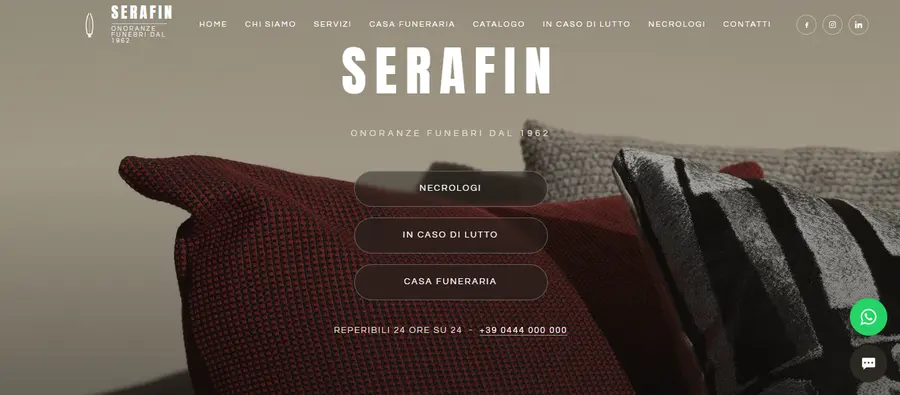 SERAFIN
ONORANZE
FUNEBRI DAL
1962
HOME CHI SIAMO SERVIZI CASA FUNERARIA CATALOGO IN CASO DI LUTTO NECROLOGI CONTATTI
SERAFIN
ONORANZE FUNEBRI DAL 1962
NECROLOGI
IN CASO DI LUTTO
CASA FUNERARIA
REPERIBILI 24 ORE SU 24 - +39 0444 000 000